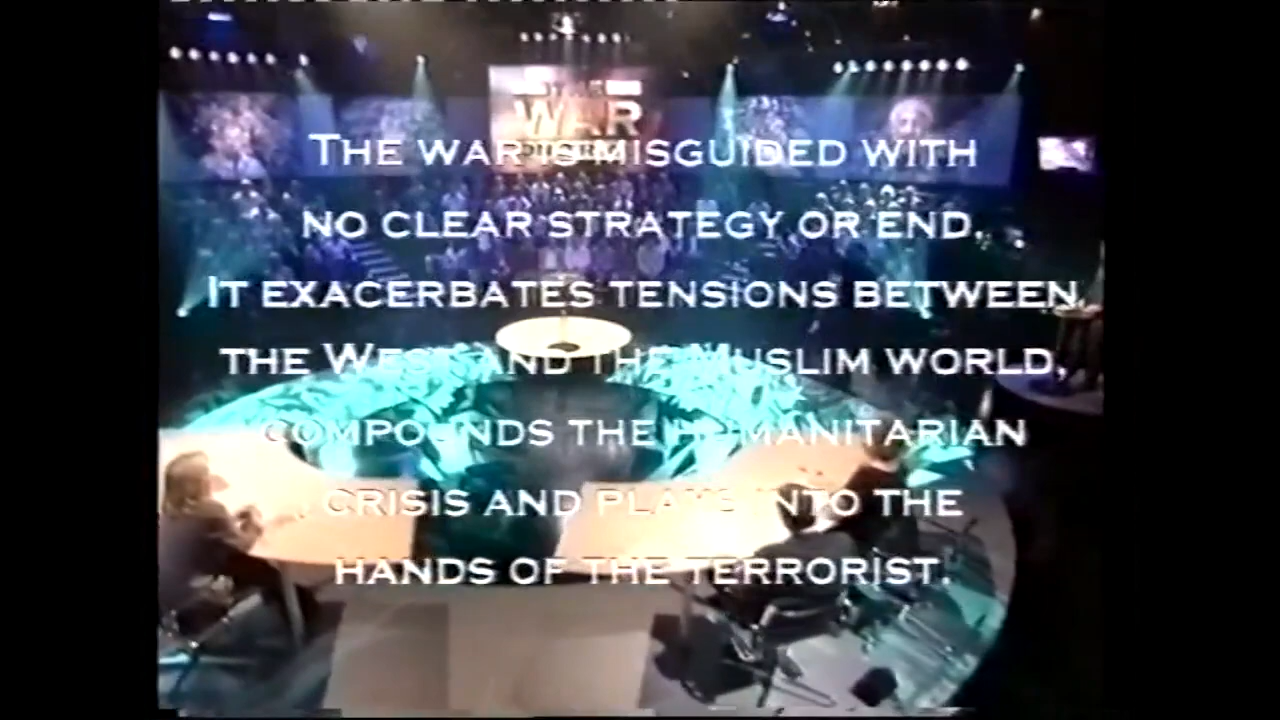 THE
WAR
THE WAR IS MISGUIDED WITH
NO CLEAR STRATEGY OR END.
IT EXACERBATES TENSIONS BETWEEN
THE WEST AND THE MUSLIM WORLD,
COMPOUNDS THE HUMANITARIAN
CRISIS AND PLAYS INTO THE
HANDS OF THE TERRORIST.